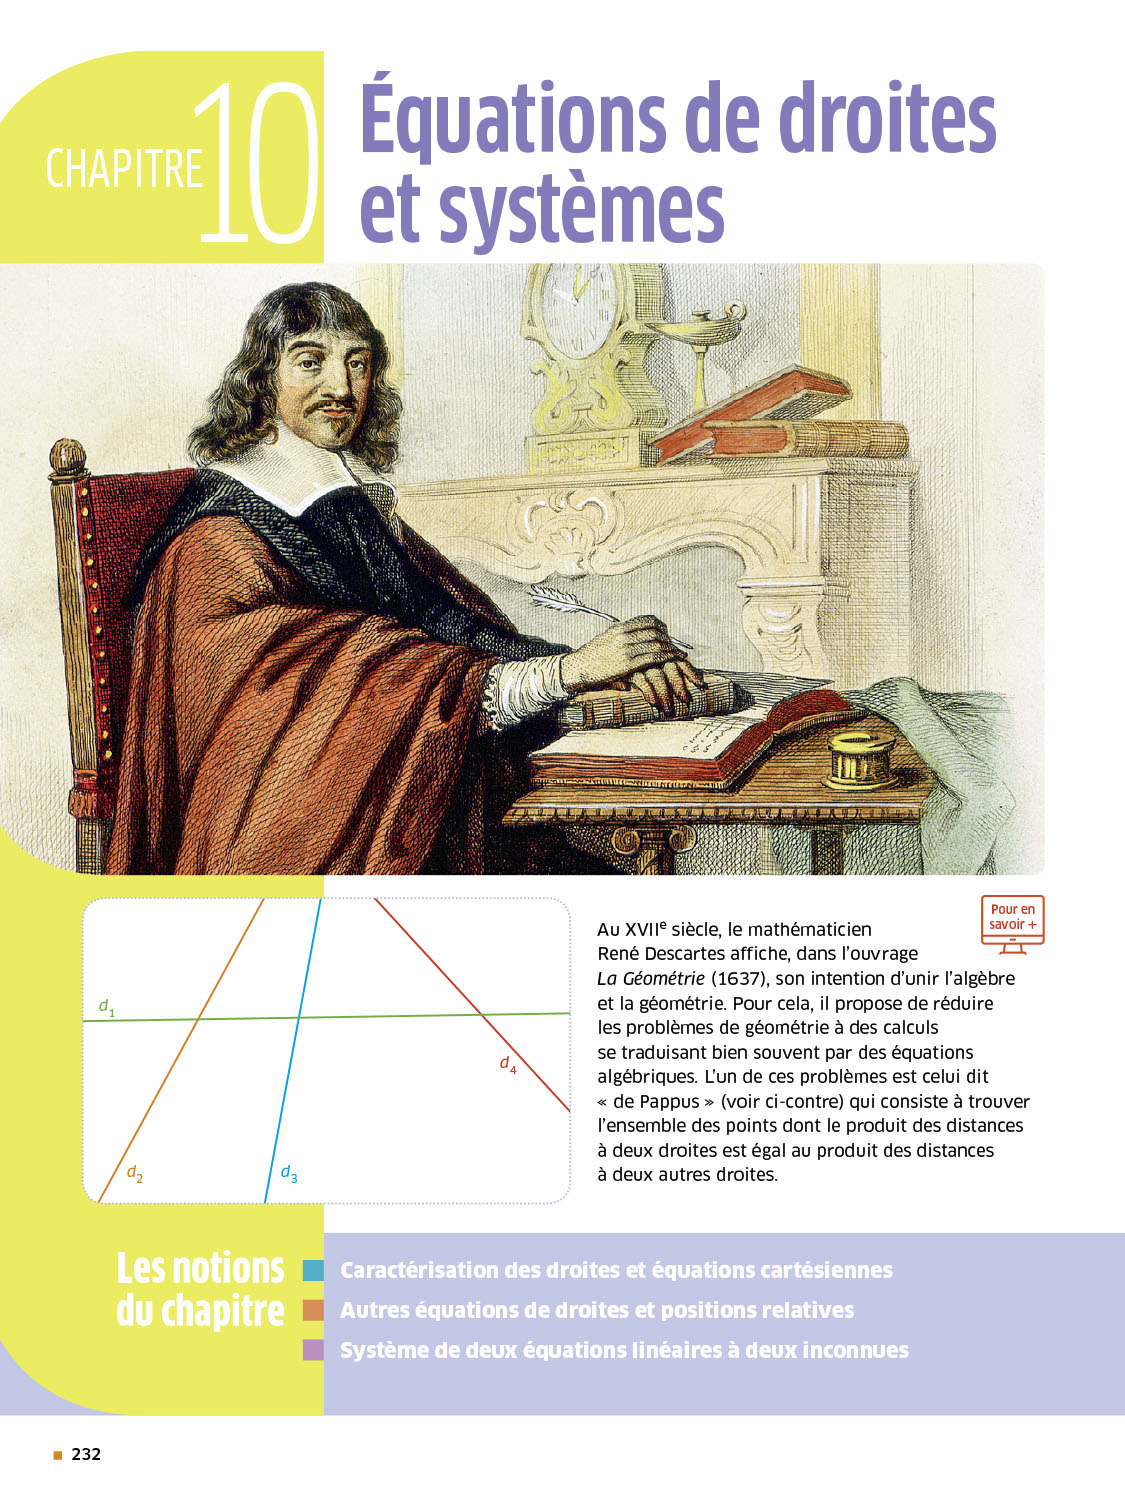 CHAPITRE 10
Équations de droites
et systèmes
Pour en
savoir +
Au XVIIe siècle, le mathématicien
René Descartes affiche, dans l'ouvrage
La Géométrie (1637), son intention d'unir l'algèbre
et la géométrie. Pour cela, il propose de réduire
les problèmes de géométrie à des calculs
se traduisant bien souvent par des équations
algébriques. L'un de ces problèmes est celui dit
« de Pappus » (voir ci-contre) qui consiste à trouver
l'ensemble des points dont le produit des distances
à deux droites est égal au produit des distances
à deux autres droites.
d1
d4
d2
d3
Les notions
du chapitre
Caractérisation des droites et équations cartésiennes
Autres équations de droites et positions relatives
Système de deux équations linéaires à deux inconnues
232